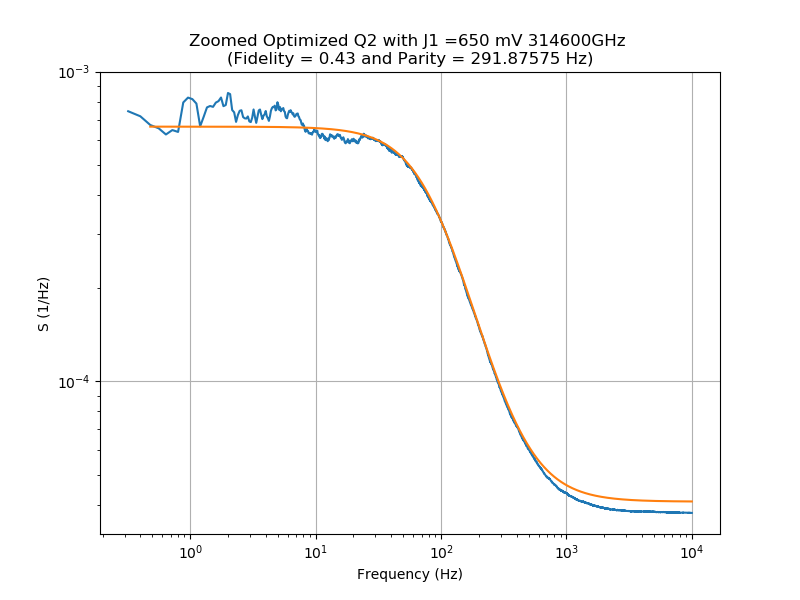 Zoomed Optimized Q2 with J1 =650 mV 314600GHz
(Fidelity = 0.43 and Parity = 291.87575 Hz)
10⁻³
10⁻⁴
S (1/Hz)
10⁰ 10¹ 10² 10³ 10⁴
Frequency (Hz)